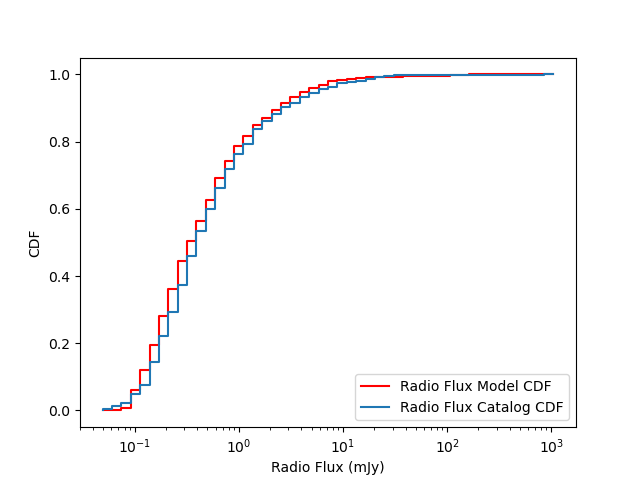 1.0
0.8
0.6
0.4
0.2
0.0
CDF
10⁻¹ 10⁰ 10¹ 10² 10³
Radio Flux (mJy)
Radio Flux Model CDF
Radio Flux Catalog CDF